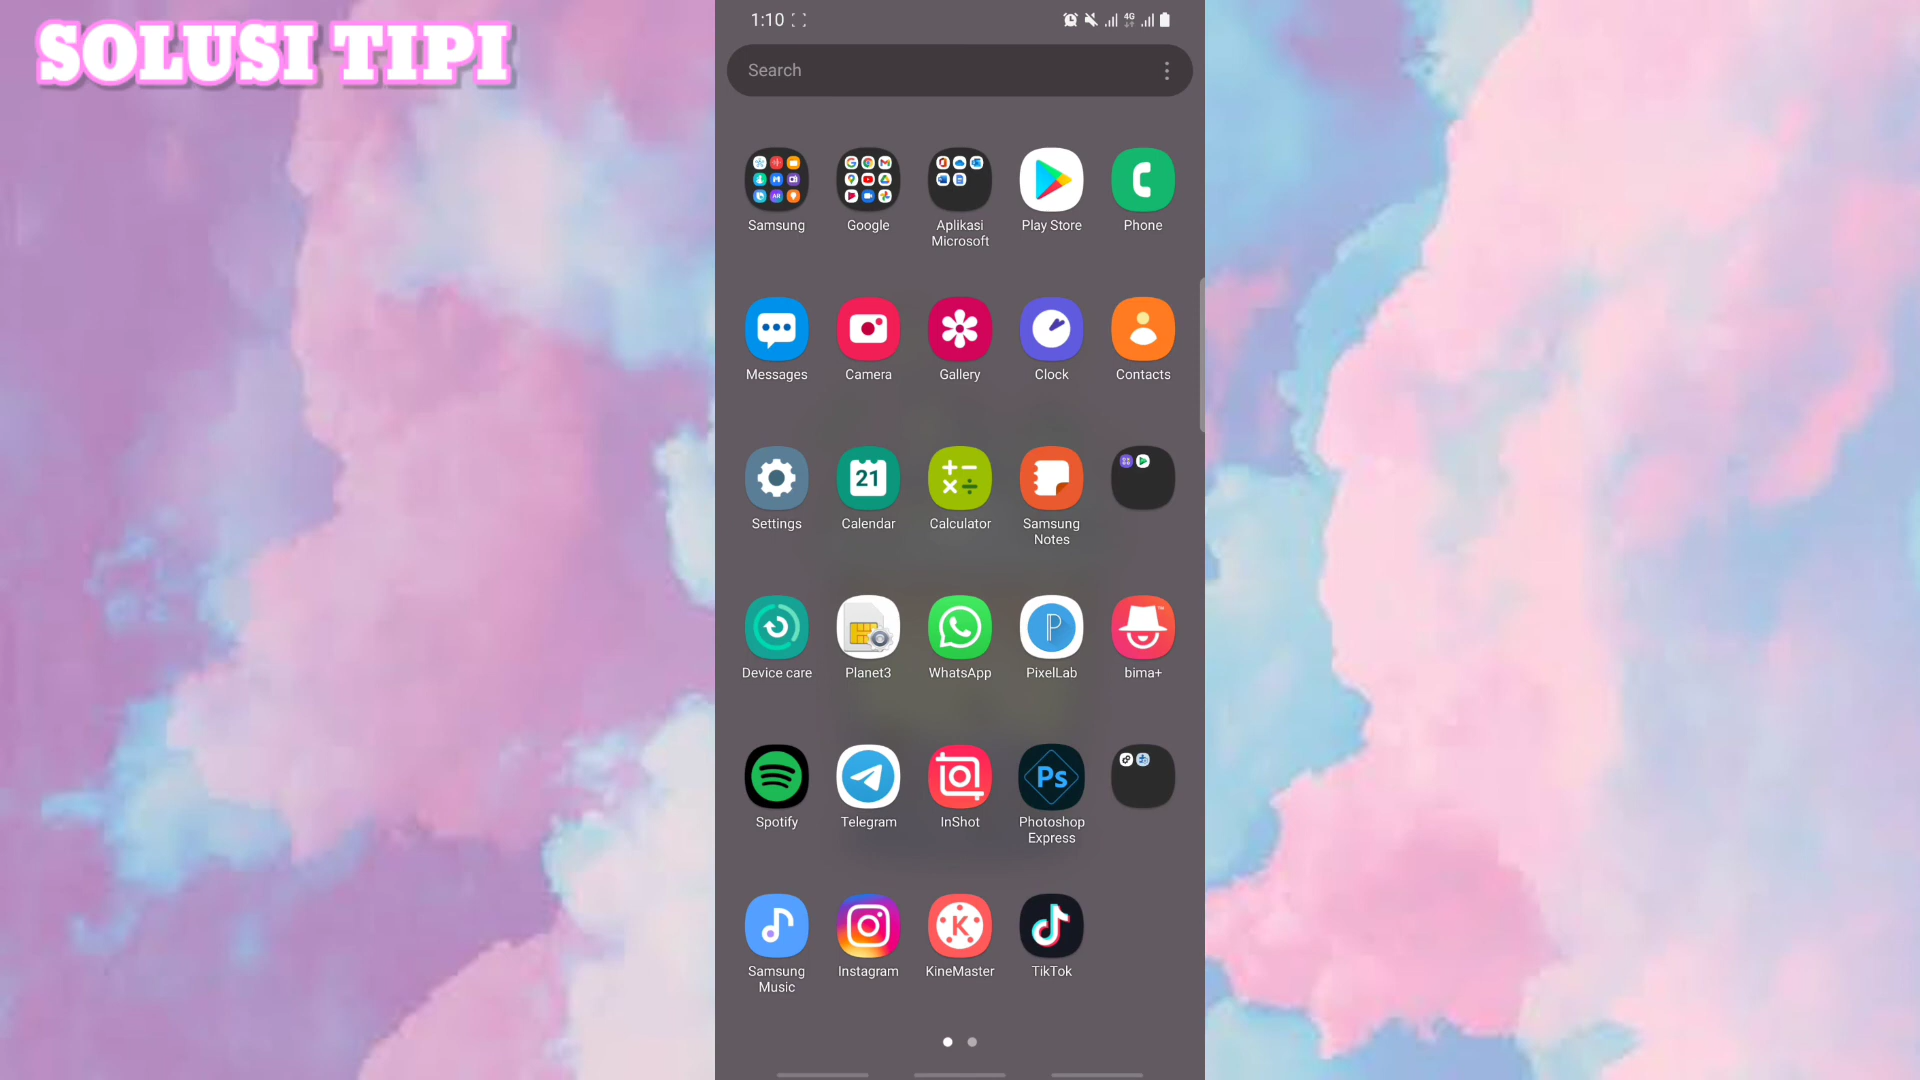 SOLUSI TIPI
1:10
4G
Search
Samsung
Google
Aplikasi
Microsoft
Play Store
Phone
Messages
Camera
Gallery
Clock
Contacts
21
Settings
Calendar
Calculator
Samsung
Notes
Device care
Planet3
WhatsApp
PixelLab
bima+
Ps
Spotify
Telegram
InShot
Photoshop
Express
K
Samsung
Music
Instagram
KineMaster
TikTok